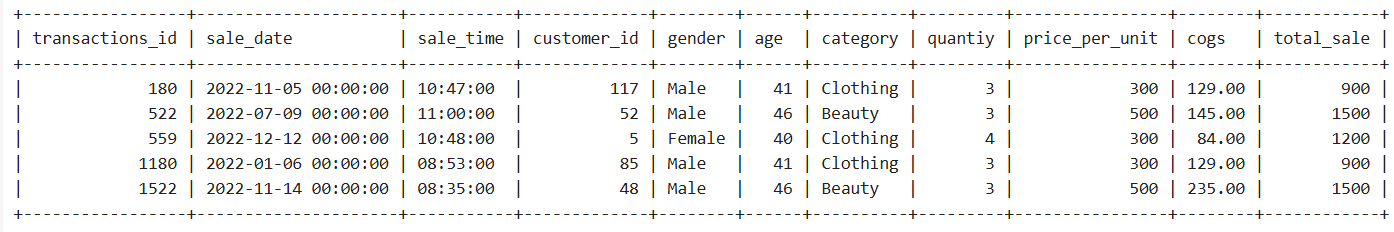 +-----------------+---------------------+-----------+-------------+--------+------+----------+---------+----------------+--------+------------+
| transactions_id | sale_date           | sale_time | customer_id | gender | age  | category | quantiy | price_per_unit | cogs   | total_sale |
+-----------------+---------------------+-----------+-------------+--------+------+----------+---------+----------------+--------+------------+
|             180 | 2022-11-05 00:00:00 | 10:47:00  |         117 | Male   |   41 | Clothing |       3 |            300 | 129.00 |        900 |
|             522 | 2022-07-09 00:00:00 | 11:00:00  |          52 | Male   |   46 | Beauty   |       3 |            500 | 145.00 |       1500 |
|             559 | 2022-12-12 00:00:00 | 10:48:00  |           5 | Female |   40 | Clothing |       4 |            300 |  84.00 |       1200 |
|            1180 | 2022-01-06 00:00:00 | 08:53:00  |          85 | Male   |   41 | Clothing |       3 |            300 | 129.00 |        900 |
|            1522 | 2022-11-14 00:00:00 | 08:35:00  |          48 | Male   |   46 | Beauty   |       3 |            500 | 235.00 |       1500 |
+-----------------+---------------------+-----------+-------------+--------+------+----------+---------+----------------+--------+------------+